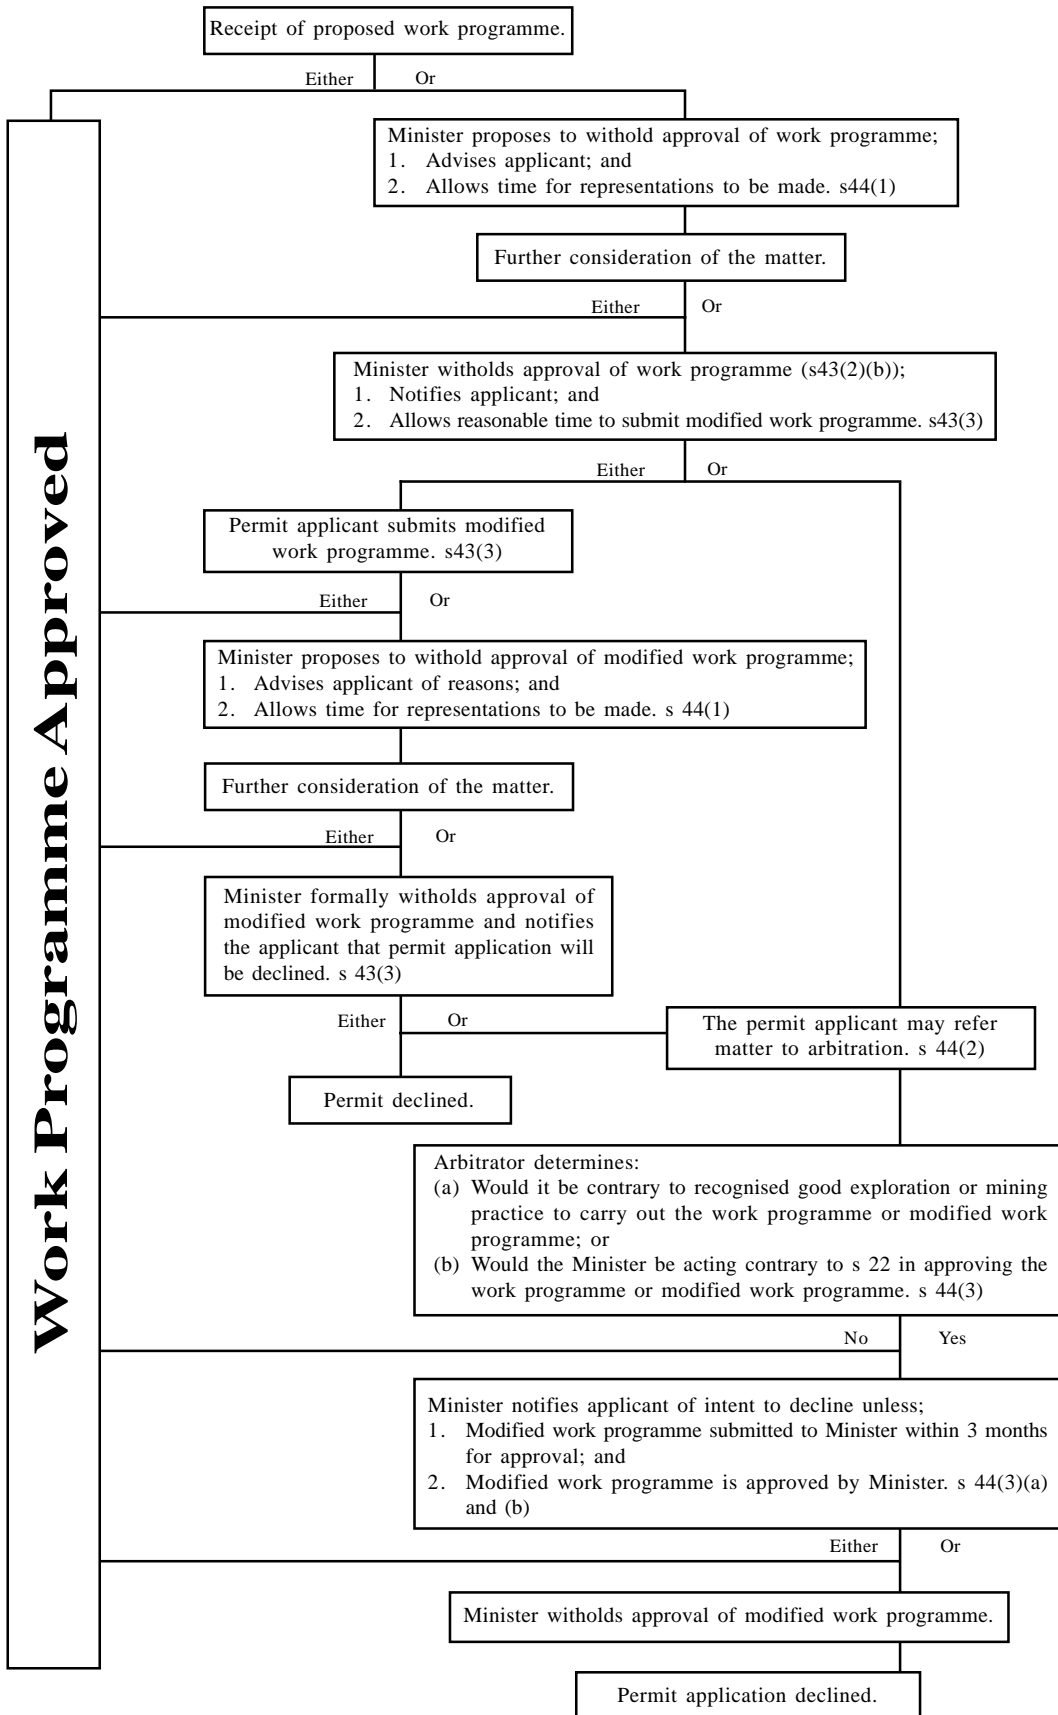 Receipt of proposed work programme.
Either Or
Minister proposes to withold approval of work programme;
1. Advises applicant; and
2. Allows time for representations to be made. s44(1)
Further consideration of the matter.
Either Or
Minister witholds approval of work programme (s43(2)(b));
1. Notifies applicant; and
2. Allows reasonable time to submit modified work programme. s43(3)
Either Or
Permit applicant submits modified
work programme. s43(3)
Either Or
Minister proposes to withold approval of modified work programme;
1. Advises applicant of reasons; and
2. Allows time for representations to be made. s 44(1)
Further consideration of the matter.
Either Or
Minister formally witholds approval of
modified work programme and notifies
the applicant that permit application will
be declined. s 43(3)
Either Or
The permit applicant may refer
matter to arbitration. s 44(2)
Permit declined.
Arbitrator determines:
(a) Would it be contrary to recognised good exploration or mining
practice to carry out the work programme or modified work
programme; or
(b) Would the Minister be acting contrary to s 22 in approving the
work programme or modified work programme. s 44(3)
No Yes
Minister notifies applicant of intent to decline unless;
1. Modified work programme submitted to Minister within 3 months
for approval; and
2. Modified work programme is approved by Minister. s 44(3)(a)
and (b)
Either Or
Minister witholds approval of modified work programme.
Permit application declined.
Work Programme Approved